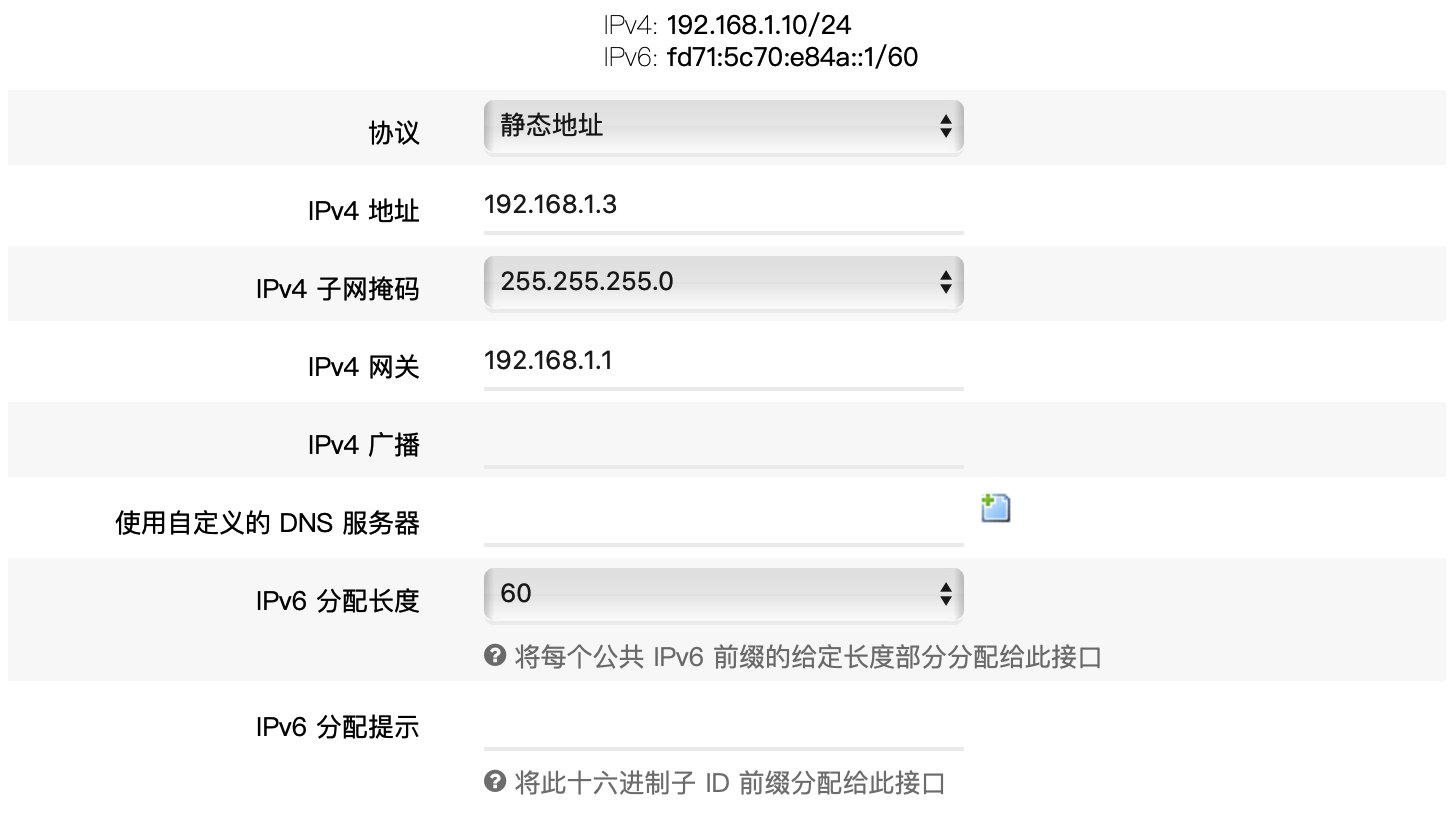 IPv4: 192.168.1.10/24
IPv6: fd71:5c70:e84a::1/60
协议 静态地址
IPv4 地址 192.168.1.3
IPv4 子网掩码 255.255.255.0
IPv4 网关 192.168.1.1
IPv4 广播
使用自定义的 DNS 服务器
IPv6 分配长度 60
将每个公共 IPv6 前缀的给定长度部分分配给此接口
IPv6 分配提示
将此十六进制子 ID 前缀分配给此接口